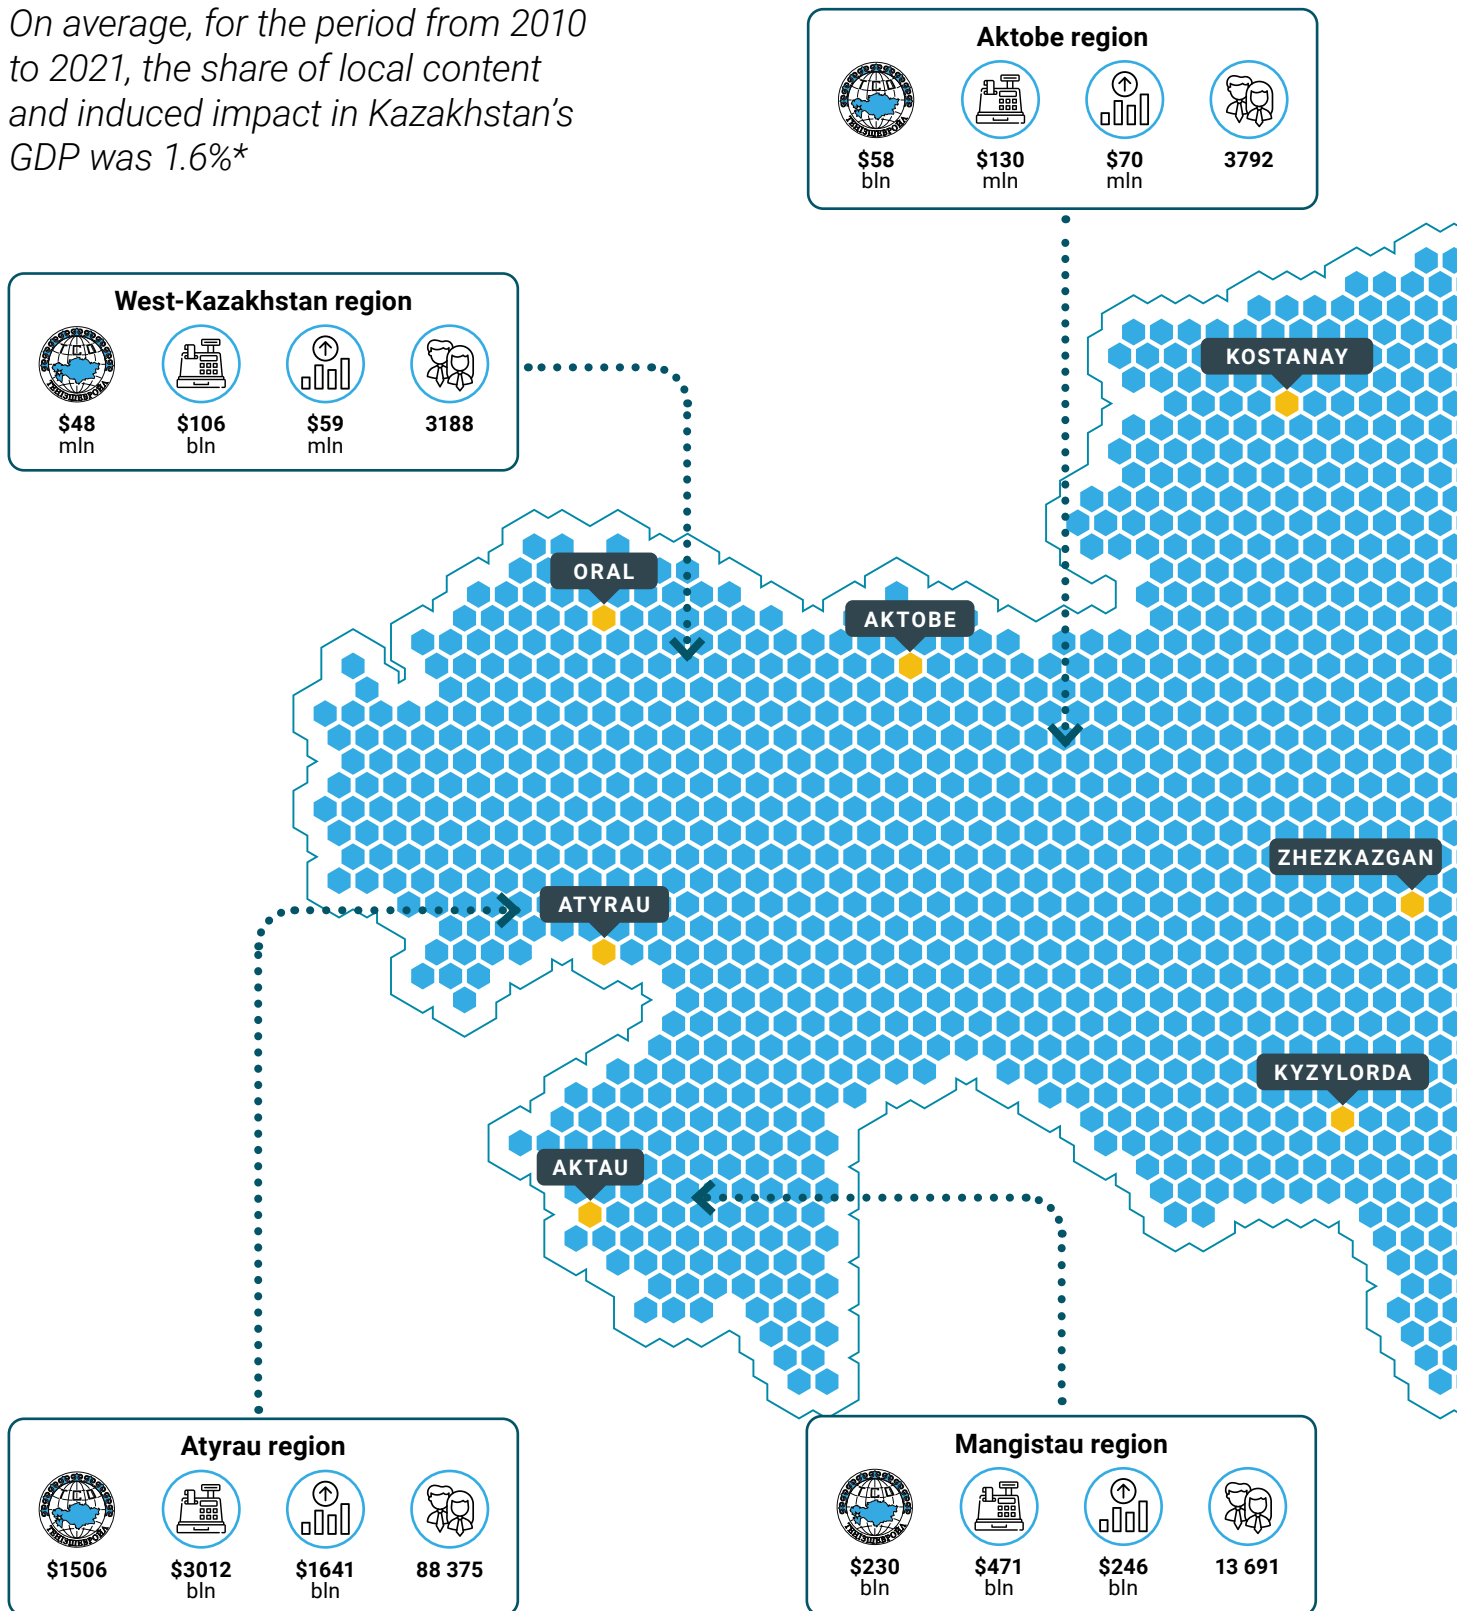 On average, for the period from 2010
to 2021, the share of local content
and induced impact in Kazakhstan's
GDP was 1.6%*
Aktobe region
$58 $130 $70 3792
bln mln mln
West-Kazakhstan region
$48 $106 $59 3188
mln bln mln
KOSTANAY
ORAL
AKTOBE
ZHEZKAZGAN
ATYRAU
KYZYLORDA
AKTAU
Atyrau region
$1506 $3012 $1641 88 375
bln bln
Mangistau region
$230 $471 $246 13 691
bln bln bln